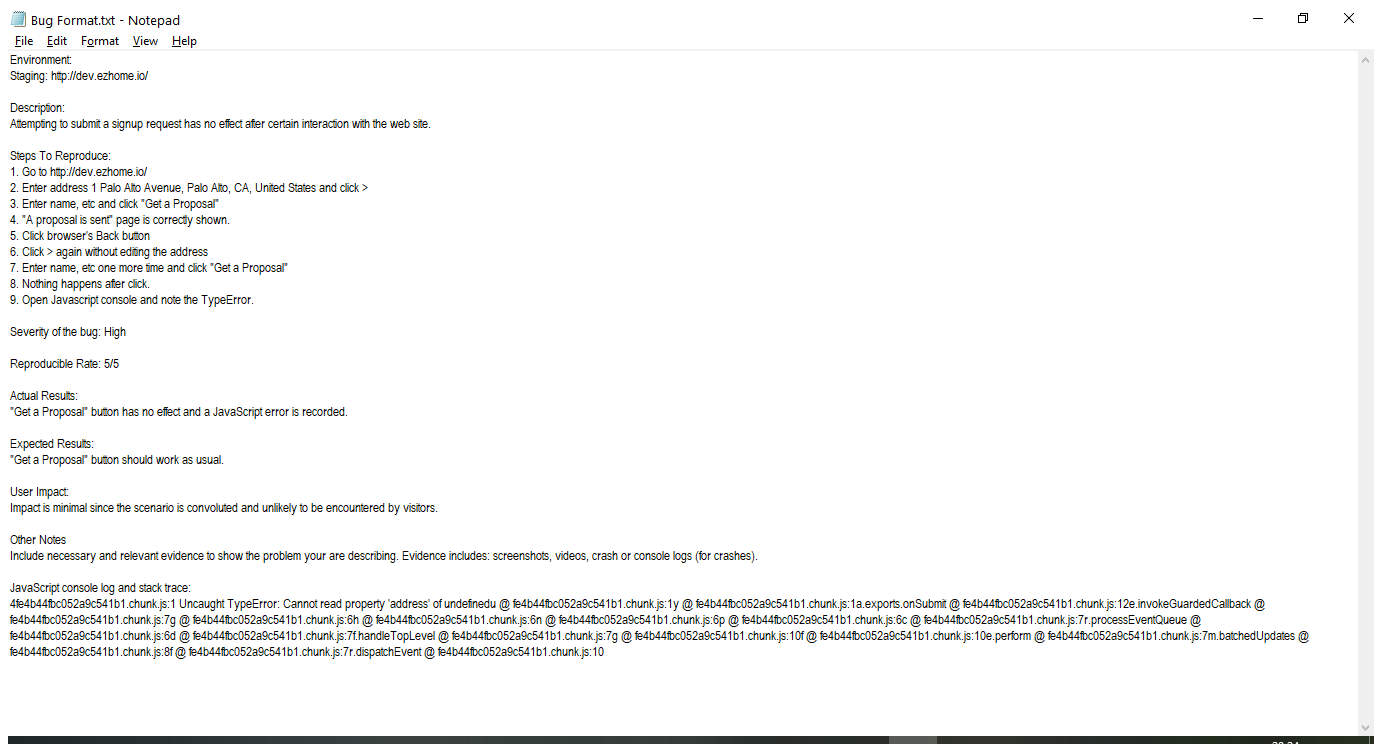 Bug Format.txt - Notepad
File Edit Format View Help
Environment:
Staging: http://dev.ezhome.io/
Description:
Attempting to submit a signup request has no effect after certain interaction with the web site.
Steps To Reproduce:
1. Go to http://dev.ezhome.io/
2. Enter address 1 Palo Alto Avenue, Palo Alto, CA, United States and click >
3. Enter name, etc and click "Get a Proposal"
4. "A proposal is sent" page is correctly shown.
5. Click browser's Back button
6. Click > again without editing the address
7. Enter name, etc one more time and click "Get a Proposal"
8. Nothing happens after click.
9. Open Javascript console and note the TypeError.
Severity of the bug: High
Reproducible Rate: 5/5
Actual Results:
"Get a Proposal" button has no effect and a JavaScript error is recorded.
Expected Results:
"Get a Proposal" button should work as usual.
User Impact:
Impact is minimal since the scenario is convoluted and unlikely to be encountered by visitors.
Other Notes
Include necessary and relevant evidence to show the problem your are describing. Evidence includes: screenshots, videos, crash or console logs (for crashes).
JavaScript console log and stack trace:
4fe4b44fbc052a9c541b1.chunk.js:1 Uncaught TypeError: Cannot read property 'address' of undefinedu @ fe4b44fbc052a9c541b1.chunk.js:1y @ fe4b44fbc052a9c541b1.chunk.js:1a.exports.onSubmit @ fe4b44fbc052a9c541b1.chunk.js:12e.invokeGuardedCallback @
fe4b44fbc052a9c541b1.chunk.js:7g @ fe4b44fbc052a9c541b1.chunk.js:6h @ fe4b44fbc052a9c541b1.chunk.js:6n @ fe4b44fbc052a9c541b1.chunk.js:6p @ fe4b44fbc052a9c541b1.chunk.js:6c @ fe4b44fbc052a9c541b1.chunk.js:7r.processEventQueue @
fe4b44fbc052a9c541b1.chunk.js:6d @ fe4b44fbc052a9c541b1.chunk.js:7f.handleTopLevel @ fe4b44fbc052a9c541b1.chunk.js:7g @ fe4b44fbc052a9c541b1.chunk.js:10f @ fe4b44fbc052a9c541b1.chunk.js:10e.perform @ fe4b44fbc052a9c541b1.chunk.js:7m.batchedUpdates @
fe4b44fbc052a9c541b1.chunk.js:8f @ fe4b44fbc052a9c541b1.chunk.js:7r.dispatchEvent @ fe4b44fbc052a9c541b1.chunk.js:10